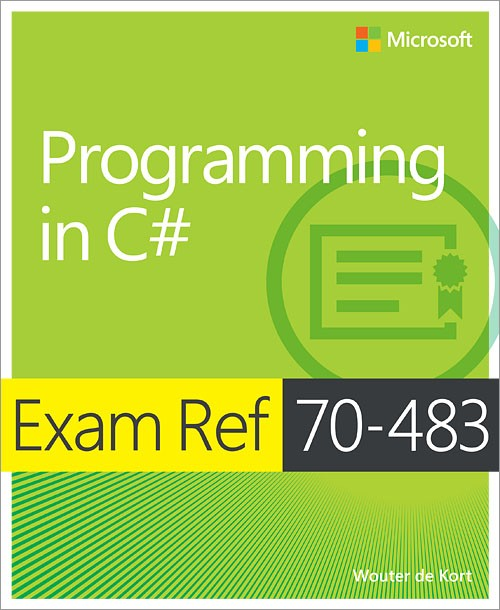 Microsoft
Programming
in C#
Exam Ref 70-483
Wouter de Kort